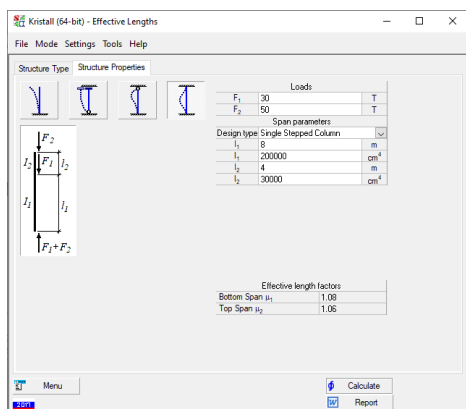 Kristall (64-bit) - Effective Lengths
File Mode Settings Tools Help
Structure Type Structure Properties
Loads
F₁ 30 T
F₂ 50 T
Span parameters
Design type Single Stepped Column
l₁ 8 m
I₁ 200000 cm⁴
l₂ 4 m
I₂ 30000 cm⁴
F₂
I₂ F₁ l₂
I₁ l₁
F₁+F₂
Effective length factors
Bottom Span μ₁ 1.08
Top Span μ₂ 1.06
Menu
Calculate
Report